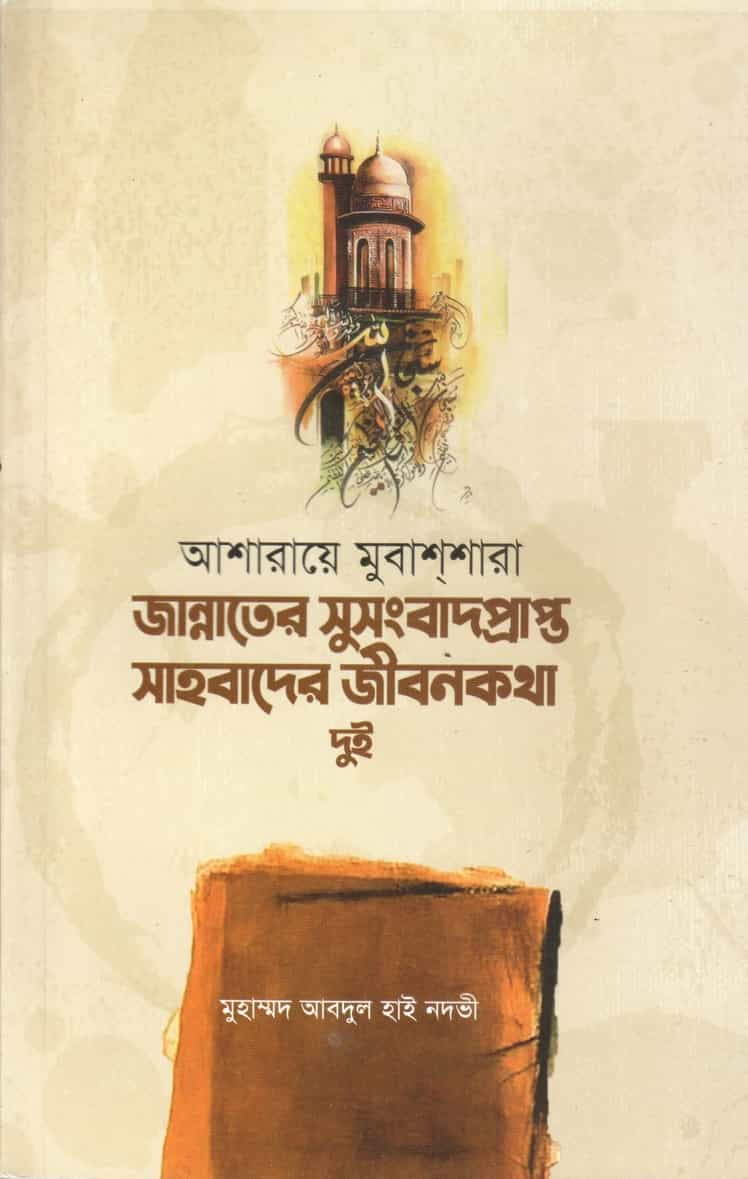 আশারায়ে মুবাশ্‌শারা
জান্নাতের সুসংবাদপ্রাপ্ত
সাহবাদের জীবনকথা
দুই
মুহাম্মদ আবদুল হাই নদভী